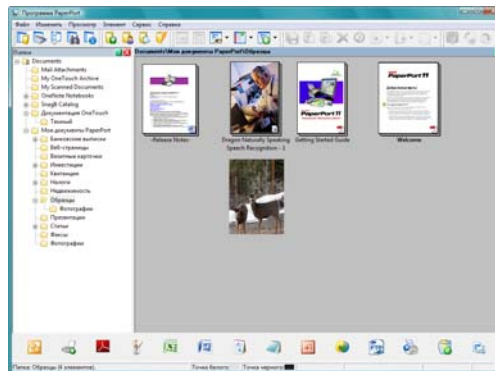 Программа PaperPort
Файл Изменить Просмотр Элемент Сервис Справка
Папки
Documents\Мои документы PaperPort\Образцы
Documents
Mail Attachments
My OneTouch Archive
My Scanned Documents
OneNote Notebooks
SnagIt Catalog
Документация OneTouch
Темный
Мои документы PaperPort
Банковские выписки
Веб-страницы
Визитные карточки
Инвестиции
Квитанции
Налоги
Недвижимость
Образцы
Фотографии
Презентации
Статьи
Факсы
Фотографии
PaperPort 11
PaperPort 11
-Release Notes-
Dragon Naturally Speaking Speech Recognition - 1
Getting Started Guide
Welcome
Папка: Образцы (4 элементов).
Точка белого:
Точка черного: